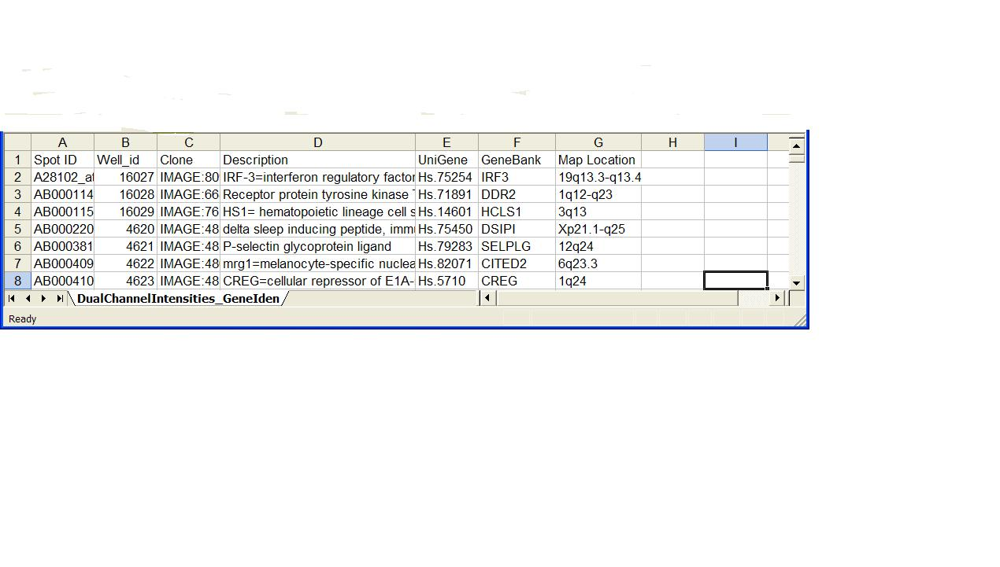 A B C D E F G H I
1 Spot ID Well_id Clone Description UniGene GeneBank Map Location
2 A28102_at 16027 IMAGE:80 IRF-3=interferon regulatory factor Hs.75254 IRF3 19q13.3-q13.4
3 AB000114 16028 IMAGE:66 Receptor protein tyrosine kinase Hs.71891 DDR2 1q12-q23
4 AB000115 16029 IMAGE:76 HS1= hematopoietic lineage cell s Hs.14601 HCLS1 3q13
5 AB000220 4620 IMAGE:48 delta sleep inducing peptide, imm Hs.75450 DSIPI Xp21.1-q25
6 AB000381 4621 IMAGE:48 P-selectin glycoprotein ligand Hs.79283 SELPLG 12q24
7 AB000409 4622 IMAGE:48 mrg1=melanocyte-specific nuclea Hs.82071 CITED2 6q23.3
8 AB000410 4623 IMAGE:48 CREG=cellular repressor of E1A- Hs.5710 CREG 1q24
DualChannelIntensities_GeneIden
Ready